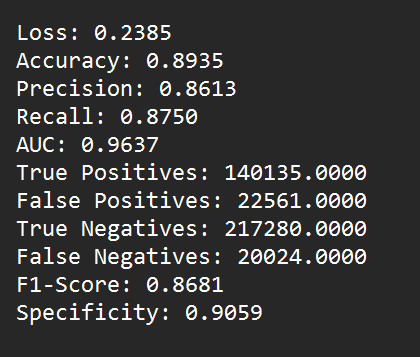 Loss: 0.2385
Accuracy: 0.8935
Precision: 0.8613
Recall: 0.8750
AUC: 0.9637
True Positives: 140135.0000
False Positives: 22561.0000
True Negatives: 217280.0000
False Negatives: 20024.0000
F1-Score: 0.8681
Specificity: 0.9059